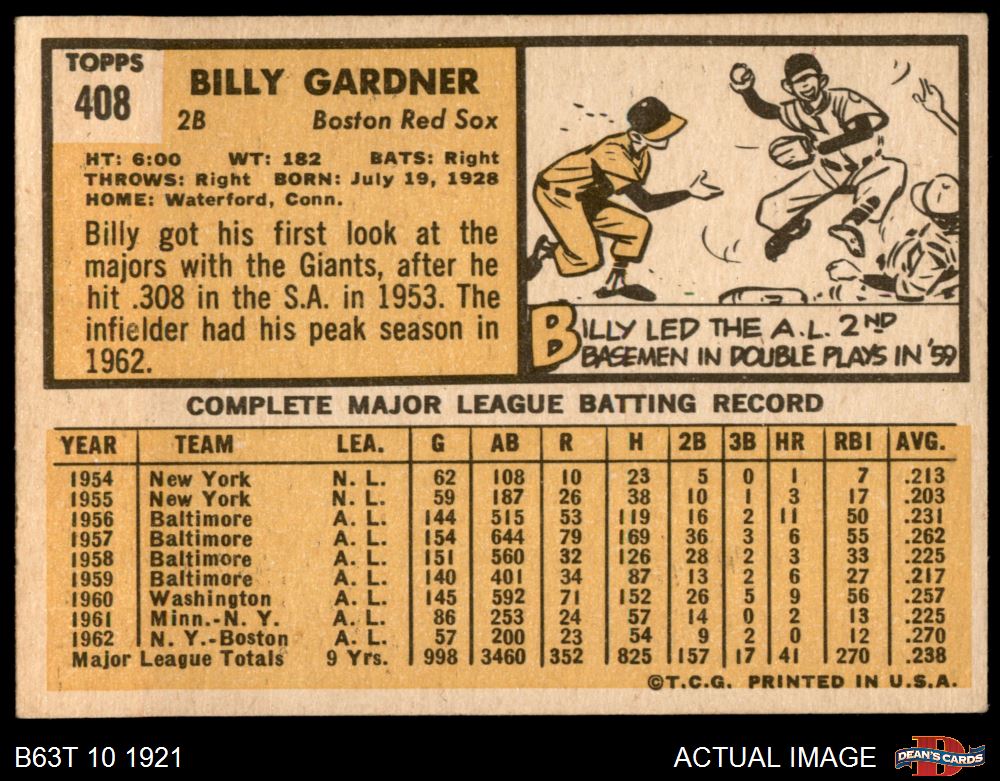 TOPPS
408
BILLY GARDNER
2B Boston Red Sox
HT: 6:00 WT: 182 BATS: Right
THROWS: Right BORN: July 19, 1928
HOME: Waterford, Conn.
Billy got his first look at the
majors with the Giants, after he
hit .308 in the S.A. in 1953. The
infielder had his peak season in
1962.
BILLY LED THE A.L. 2ND
BASEMEN IN DOUBLE PLAYS IN '59
COMPLETE MAJOR LEAGUE BATTING RECORD
YEAR TEAM LEA. G AB R H 2B 3B HR RBI AVG.
1954 New York N. L. 62 108 10 23 5 0 1 7 .213
1955 New York N. L. 59 187 26 38 10 1 3 17 .203
1956 Baltimore A. L. 144 515 53 119 16 2 11 50 .231
1957 Baltimore A. L. 154 644 79 169 36 3 6 55 .262
1958 Baltimore A. L. 151 560 32 126 28 2 3 33 .225
1959 Baltimore A. L. 140 401 34 87 13 2 6 27 .217
1960 Washington A. L. 145 592 71 152 26 5 9 56 .257
1961 Minn.-N. Y. A. L. 86 253 24 57 14 0 2 13 .225
1962 N. Y.-Boston A. L. 57 200 23 54 9 2 0 12 .270
Major League Totals 9 Yrs. 998 3460 352 825 157 17 41 270 .238
©T.C.G. PRINTED IN U.S.A.
B63T 10 1921
ACTUAL IMAGE
D
DEAN'S CARDS